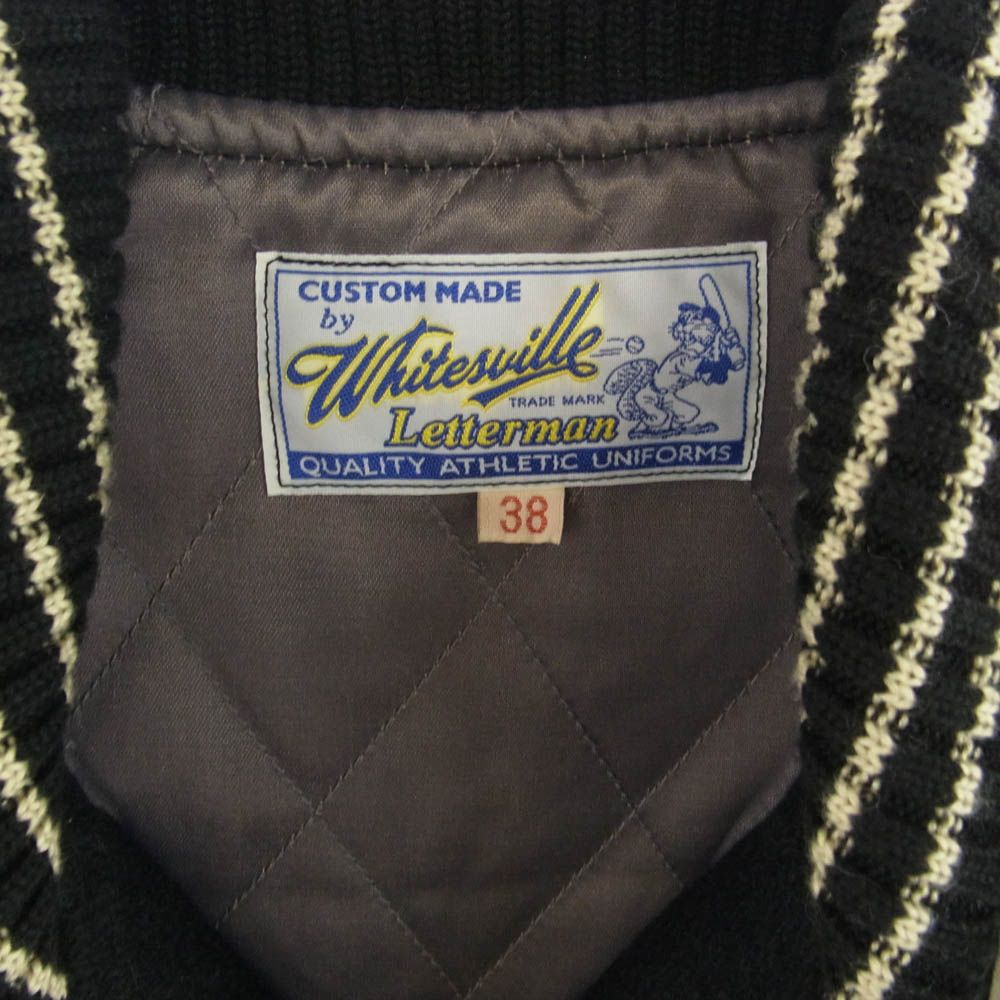 CUSTOM MADE
by
Whitesville
TRADE MARK
Letterman
QUALITY ATHLETIC UNIFORMS
38